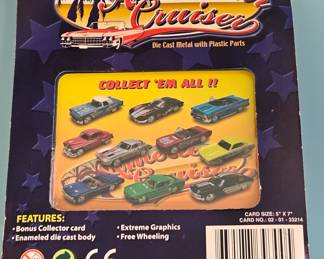 Cruiser
Die Cast Metal with Plastic Parts
COLLECT 'EM ALL !!
FEATURES:
•Bonus Collector card
•Enameled die cast body
•Extreme Graphics
•Free Wheeling
CARD SIZE: 5" X 7"
CARD NO.: 02 - 01 - 33214
CE